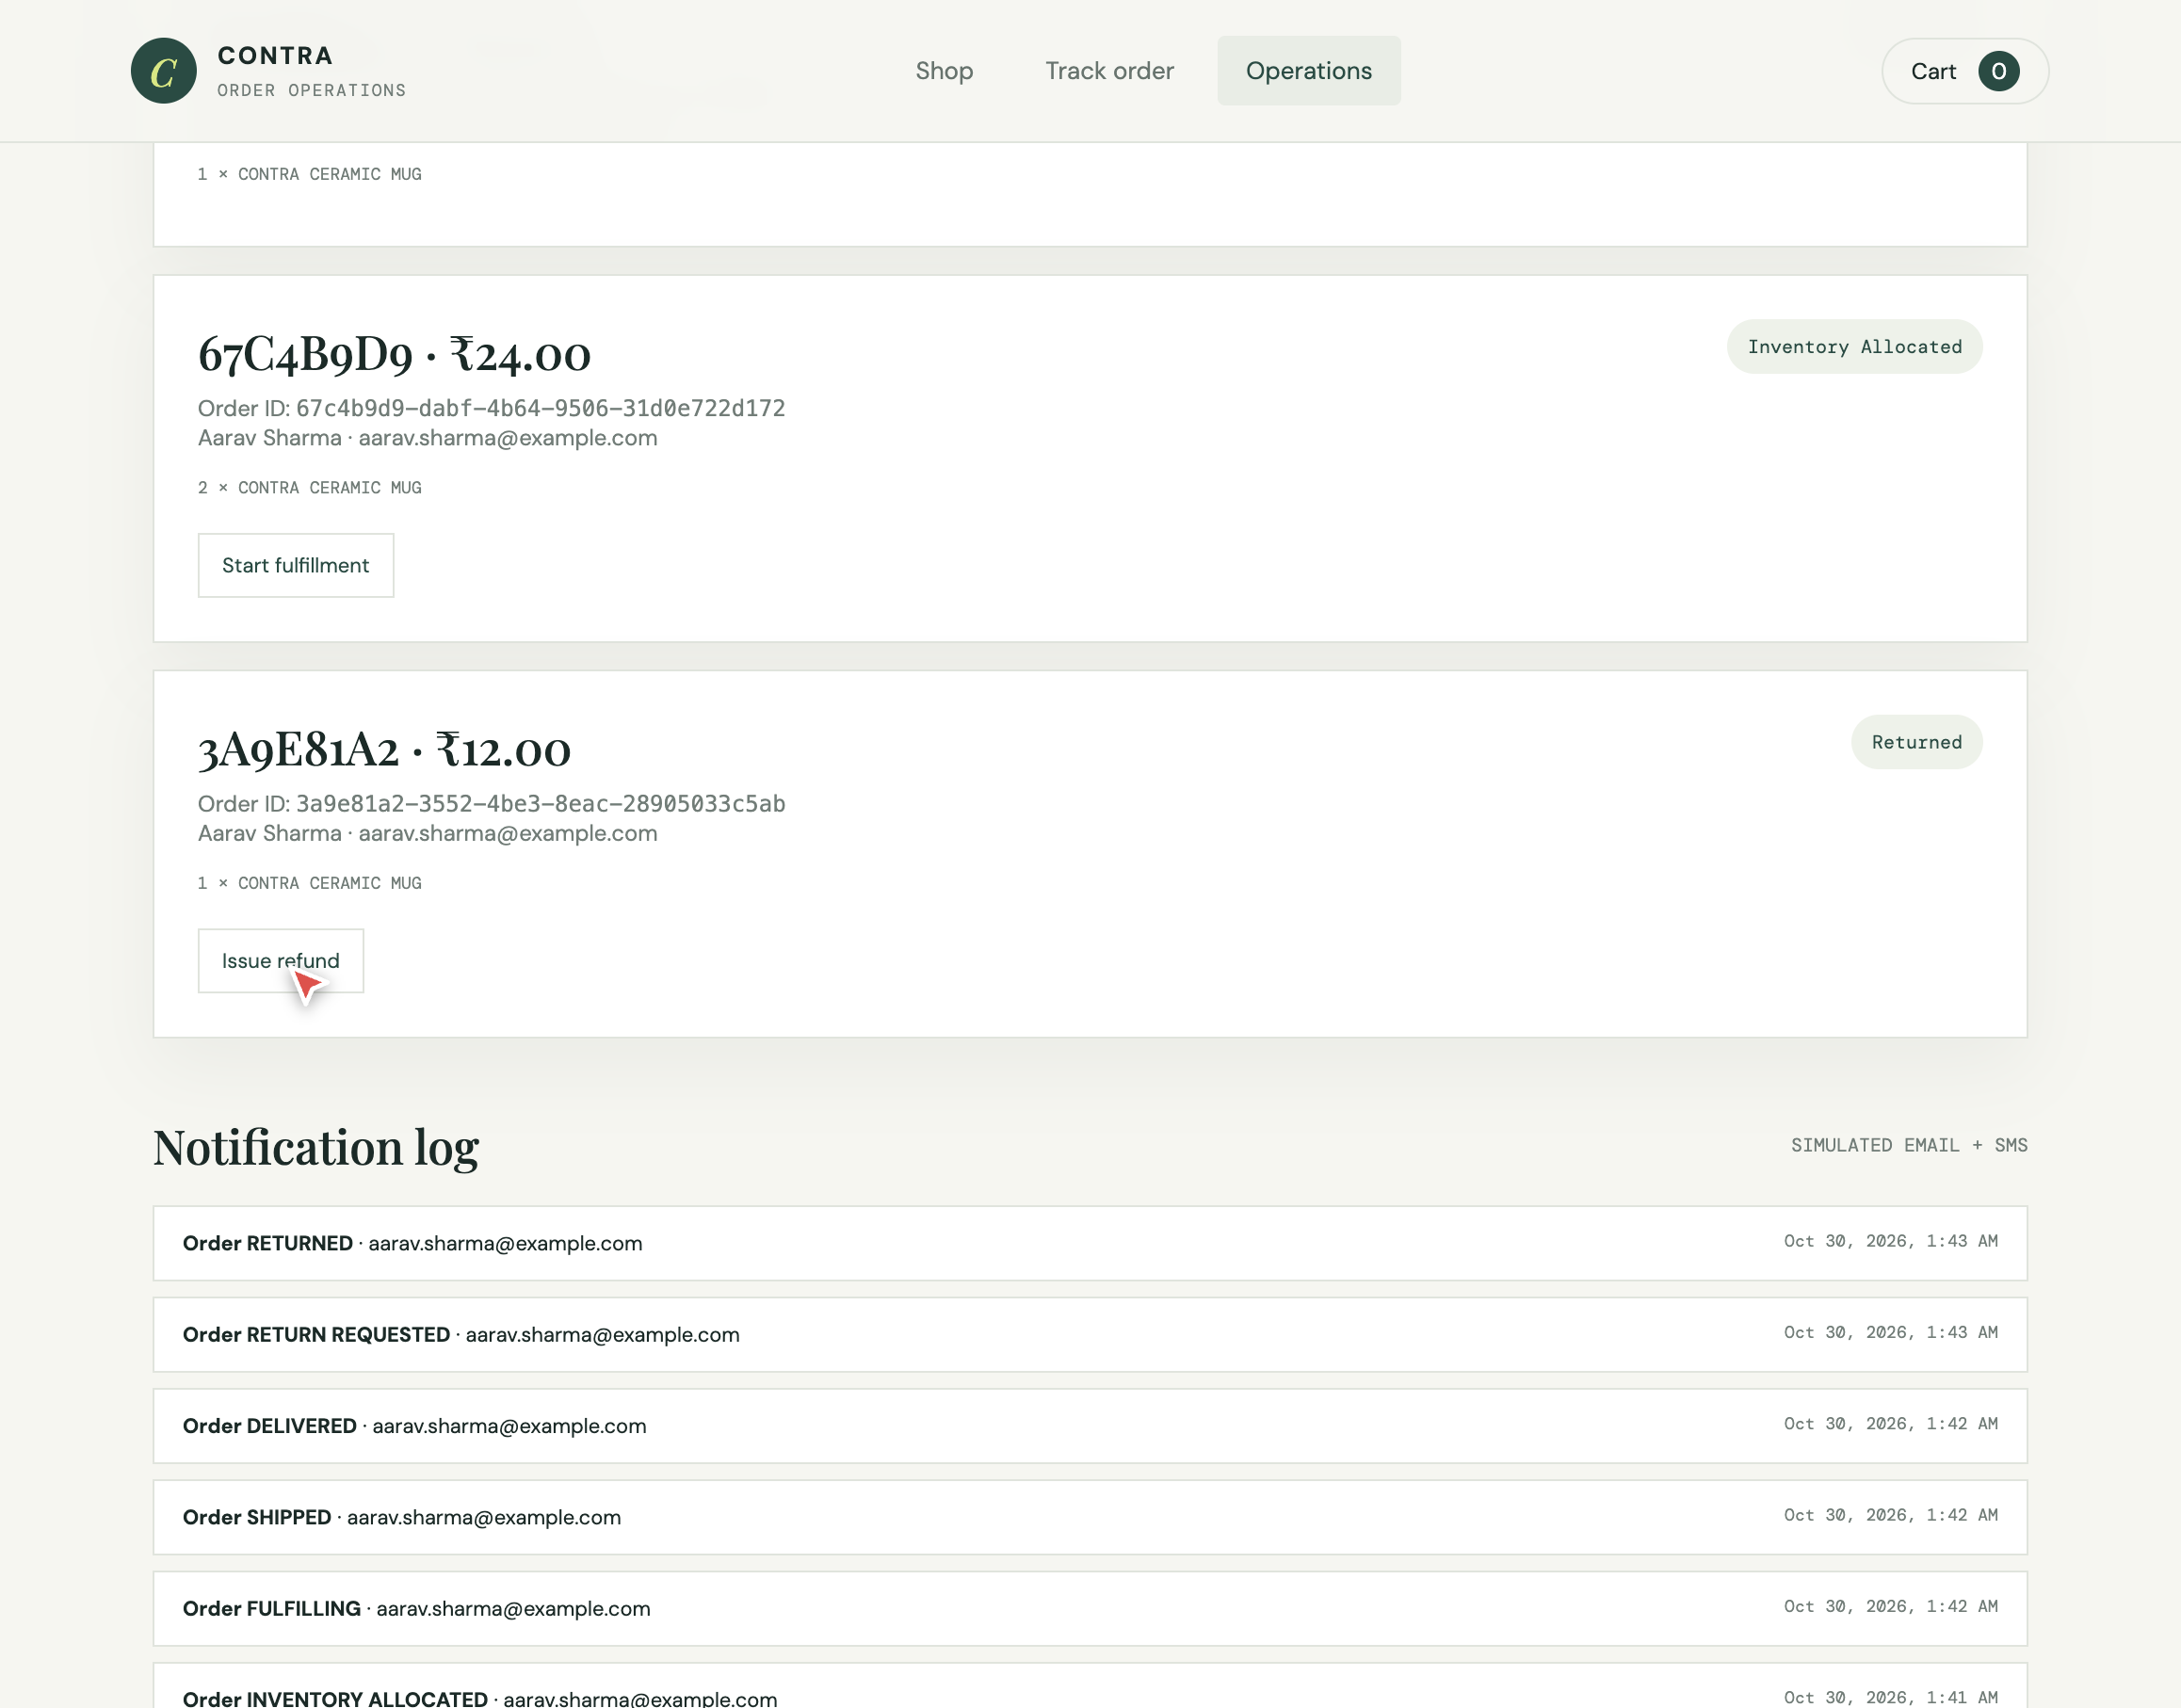 C
CONTRA
ORDER OPERATIONS
Shop
Track order
Operations
Cart 0
1 × CONTRA CERAMIC MUG
67C4B9D9 · ₹24.00
Inventory Allocated
Order ID: 67c4b9d9-dabf-4b64-9506-31d0e722d172
Aarav Sharma · aarav.sharma@example.com
2 × CONTRA CERAMIC MUG
Start fulfillment
3A9E81A2 · ₹12.00
Returned
Order ID: 3a9e81a2-3552-4be3-8eac-28905033c5ab
Aarav Sharma · aarav.sharma@example.com
1 × CONTRA CERAMIC MUG
Issue refund
Notification log
SIMULATED EMAIL + SMS
Order RETURNED · aarav.sharma@example.com
Oct 30, 2026, 1:43 AM
Order RETURN REQUESTED · aarav.sharma@example.com
Oct 30, 2026, 1:43 AM
Order DELIVERED · aarav.sharma@example.com
Oct 30, 2026, 1:42 AM
Order SHIPPED · aarav.sharma@example.com
Oct 30, 2026, 1:42 AM
Order FULFILLING · aarav.sharma@example.com
Oct 30, 2026, 1:42 AM
Order INVENTORY ALLOCATED · aarav.sharma@example.com
Oct 30, 2026, 1:41 AM